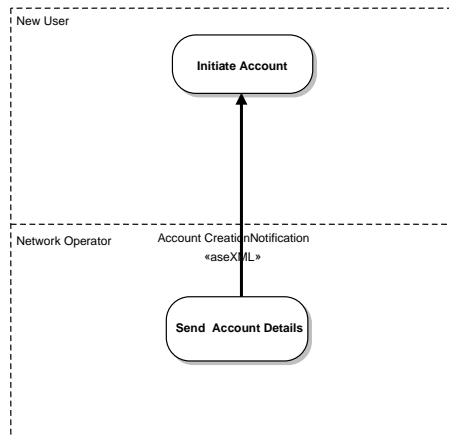 New User
Initiate Account
Network Operator
Account CreationNotification
«aseXML»
Send Account Details